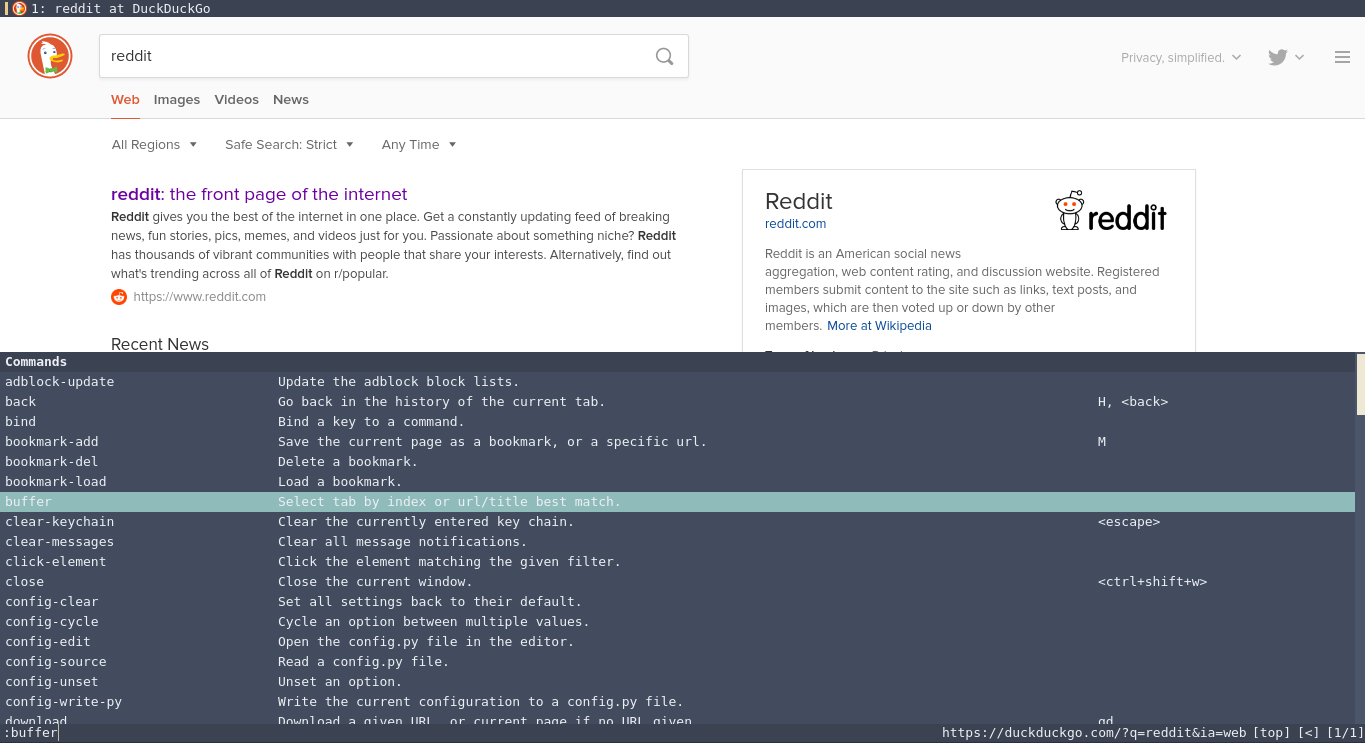 1: reddit at DuckDuckGo
reddit
Privacy, simplified.
Web Images Videos News
All Regions Safe Search: Strict Any Time
reddit: the front page of the internet
Reddit gives you the best of the internet in one place. Get a constantly updating feed of breaking
news, fun stories, pics, memes, and videos just for you. Passionate about something niche? Reddit
has thousands of vibrant communities with people that share your interests. Alternatively, find out
what's trending across all of Reddit on r/popular.
https://www.reddit.com
Recent News
Reddit
reddit.com
reddit
Reddit is an American social news
aggregation, web content rating, and discussion website. Registered
members submit content to the site such as links, text posts, and
images, which are then voted up or down by other
members. More at Wikipedia
Commands
adblock-update Update the adblock block lists.
back Go back in the history of the current tab. H, <back>
bind Bind a key to a command.
bookmark-add Save the current page as a bookmark, or a specific url. M
bookmark-del Delete a bookmark.
bookmark-load Load a bookmark.
buffer Select tab by index or url/title best match.
clear-keychain Clear the currently entered key chain. <escape>
clear-messages Clear all message notifications.
click-element Click the element matching the given filter.
close Close the current window. <ctrl+shift+w>
config-clear Set all settings back to their default.
config-cycle Cycle an option between multiple values.
config-edit Open the config.py file in the editor.
config-source Read a config.py file.
config-unset Unset an option.
config-write-py Write the current configuration to a config.py file.
download Download a given URL, or current page if no URL given. gd
:buffer https://duckduckgo.com/?q=reddit&ia=web [top] [<] [1/1]